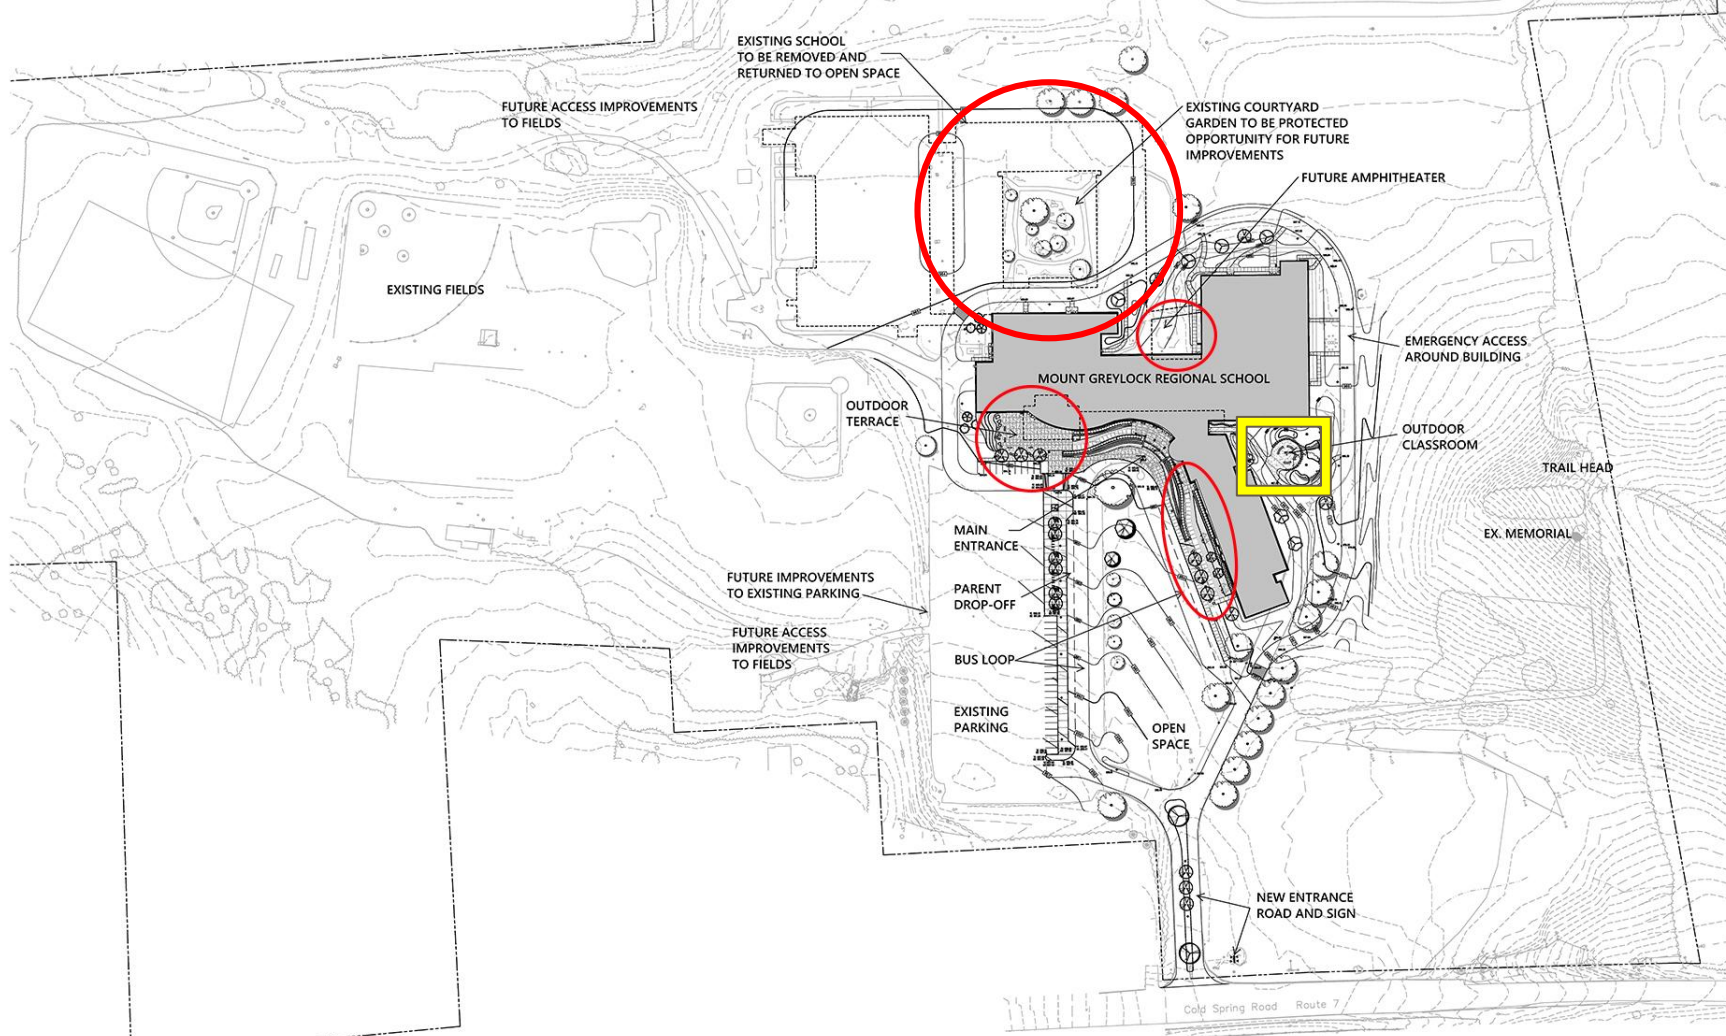 EXISTING SCHOOL
TO BE REMOVED AND
RETURNED TO OPEN SPACE
FUTURE ACCESS IMPROVEMENTS
TO FIELDS
EXISTING COURTYARD
GARDEN TO BE PROTECTED
OPPORTUNITY FOR FUTURE
IMPROVEMENTS
FUTURE AMPHITHEATER
EXISTING FIELDS
EMERGENCY ACCESS
AROUND BUILDING
MOUNT GREYLOCK REGIONAL SCHOOL
OUTDOOR
TERRACE
OUTDOOR
CLASSROOM
TRAIL HEAD
MAIN
ENTRANCE
EX. MEMORIAL
FUTURE IMPROVEMENTS
TO EXISTING PARKING
PARENT
DROP-OFF
FUTURE ACCESS
IMPROVEMENTS
TO FIELDS
BUS LOOP
EXISTING
PARKING
OPEN
SPACE
NEW ENTRANCE
ROAD AND SIGN
Cold Spring Road Route 7